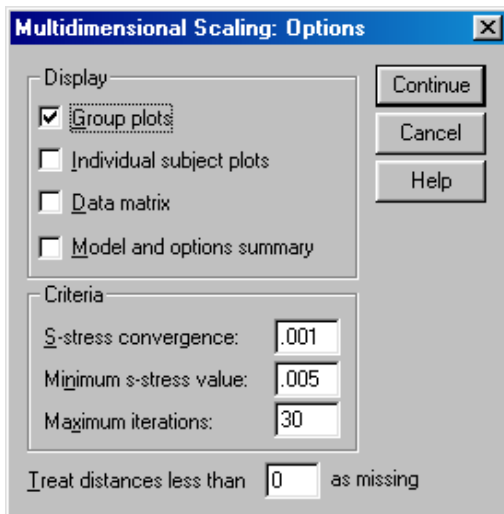 Multidimensional Scaling: Options
Display
Group plots
Individual subject plots
Data matrix
Model and options summary
Continue
Cancel
Help
Criteria
S-stress convergence: .001
Minimum s-stress value: .005
Maximum iterations: 30
Treat distances less than 0 as missing